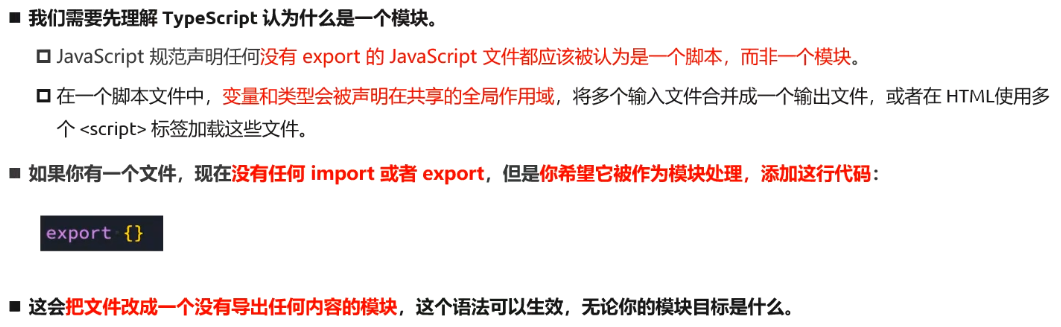 我们需要先理解 TypeScript 认为什么是一个模块。
JavaScript 规范声明任何没有 export 的 JavaScript 文件都应该被认为是一个脚本，而非一个模块。
在一个脚本文件中，变量和类型会被声明在共享的全局作用域，将多个输入文件合并成一个输出文件，或者在 HTML使用多
个 <script> 标签加载这些文件。
如果你有一个文件，现在没有任何 import 或者 export，但是你希望它被作为模块处理，添加这行代码：
export {}
这会把文件改成一个没有导出任何内容的模块，这个语法可以生效，无论你的模块目标是什么。